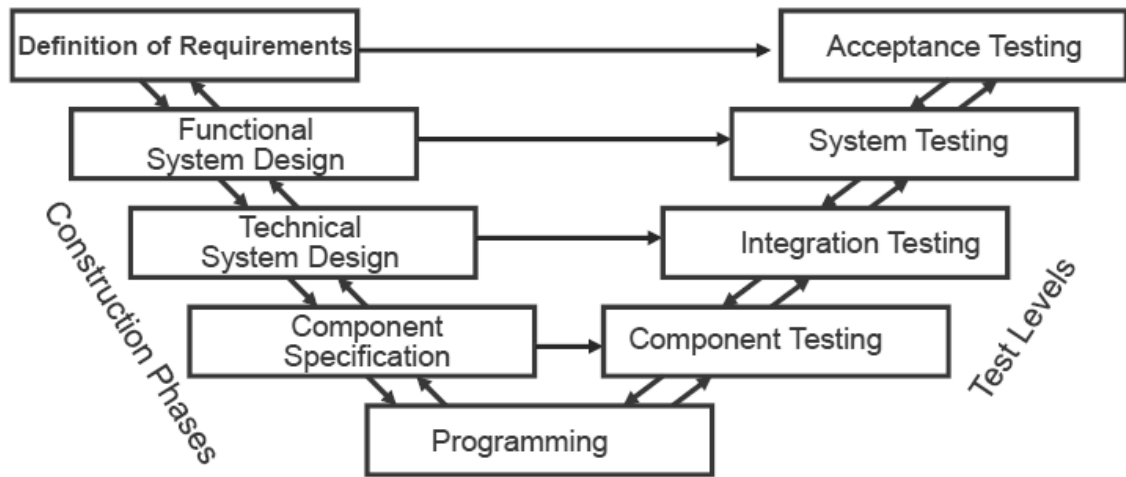 Definition of Requirements
Acceptance Testing
Functional
System Design
System Testing
Technical
System Design
Integration Testing
Component
Specification
Component Testing
Programming
Construction Phases
Test Levels